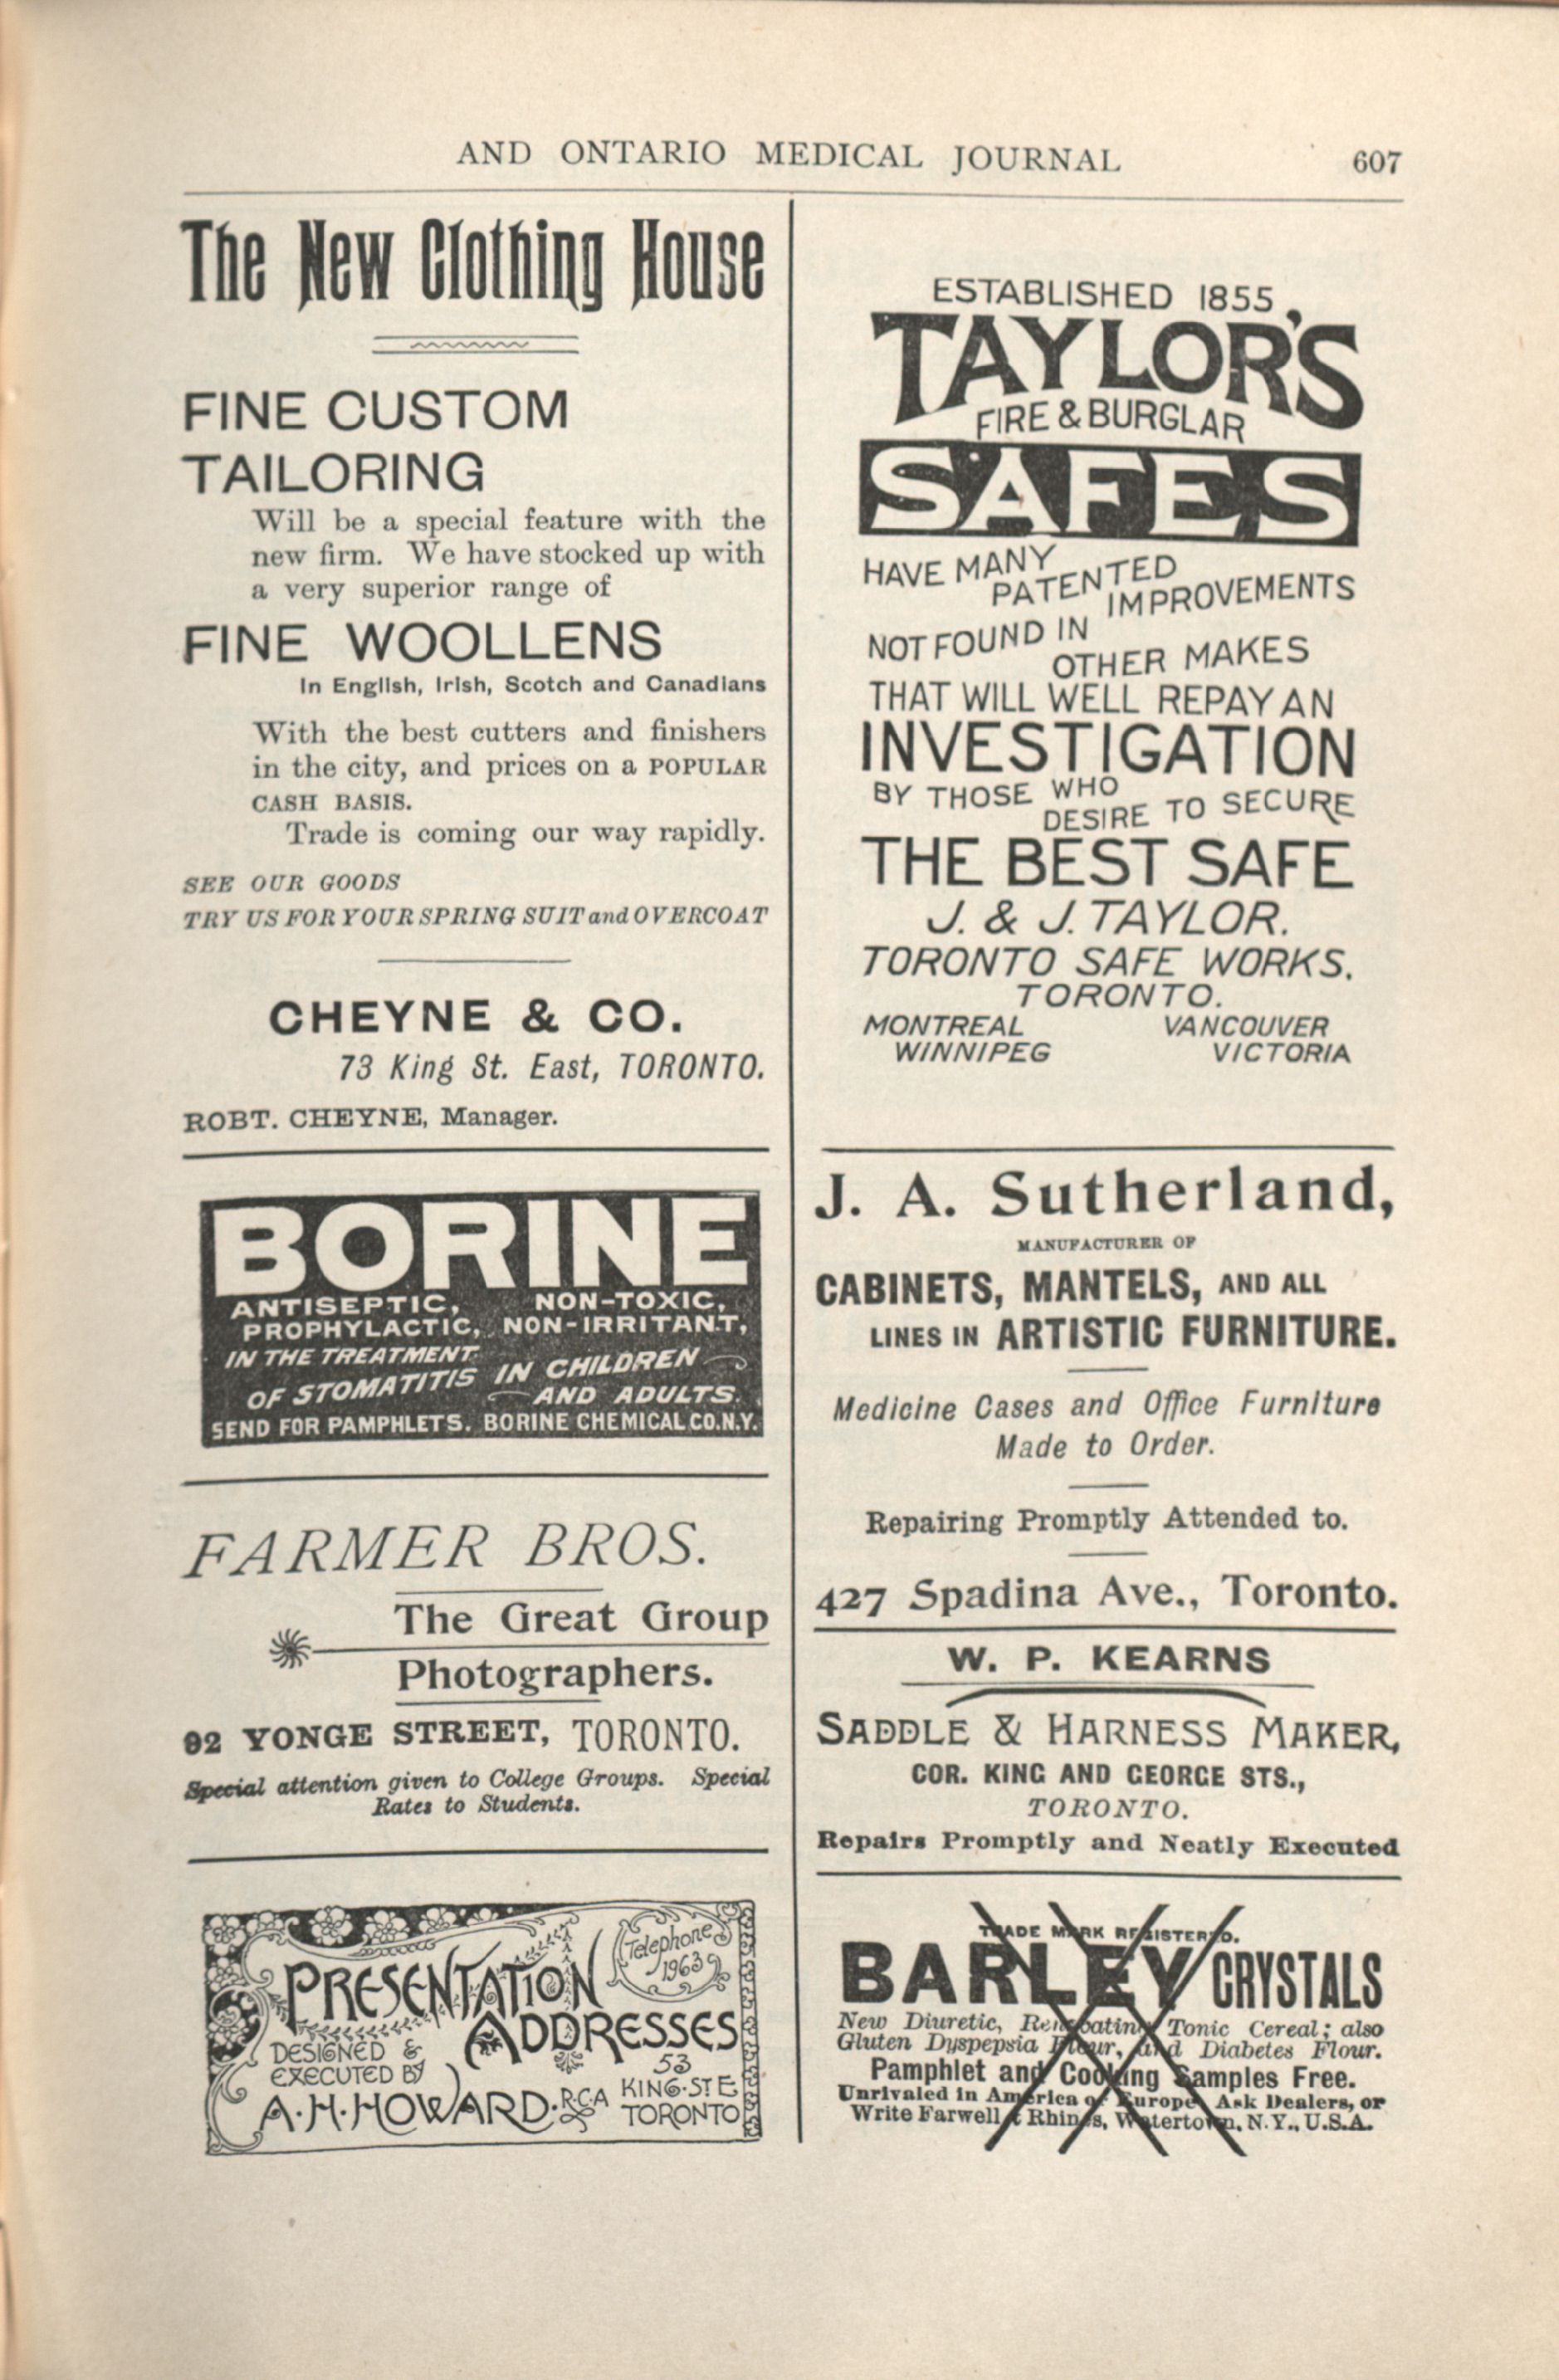 AND ONTARIO MEDICAL JOURNAL 607
The New Clothing House
FINE CUSTOM
TAILORING
Will be a special feature with the
new firm. We have stocked up with
a very superior range of
FINE WOOLLENS
In English, Irish, Scotch and Canadians
With the best cutters and finishers
in the city, and prices on a POPULAR
CASH BASIS.
Trade is coming our way rapidly.
SEE OUR GOODS
TRY US FOR YOUR SPRING SUIT and OVERCOAT
CHEYNE & CO.
73 King St. East, TORONTO.
ROBT. CHEYNE, Manager.
BORINE
ANTISEPTIC, NON-TOXIC,
PROPHYLACTIC, NON-IRRITANT,
IN THE TREATMENT
OF STOMATITIS IN CHILDREN
AND ADULTS.
SEND FOR PAMPHLETS. BORINE CHEMICAL CO. N.Y.
FARMER BROS.
The Great Group
Photographers.
92 YONGE STREET, TORONTO.
Special attention given to College Groups. Special
Rates to Students.
PRESENTATION
Telephone
1963
ADDRESSES
DESIGNED &
EXECUTED BY
A. H. HOWARD. R.C.A
53
KING. ST E
TORONTO
ESTABLISHED 1855
TAYLOR'S
FIRE & BURGLAR
SAFES
HAVE MANY
PATENTED
IMPROVEMENTS
NOT FOUND IN
OTHER MAKES
THAT WILL WELL REPAY AN
INVESTIGATION
BY THOSE WHO
DESIRE TO SECURE
THE BEST SAFE
J. & J. TAYLOR.
TORONTO SAFE WORKS.
TORONTO.
MONTREAL VANCOUVER
WINNIPEG VICTORIA
J. A. Sutherland,
MANUFACTURER OF
CABINETS, MANTELS, AND ALL
LINES IN ARTISTIC FURNITURE.
Medicine Cases and Office Furniture
Made to Order.
Repairing Promptly Attended to.
427 Spadina Ave., Toronto.
W. P. KEARNS
SADDLE & HARNESS MAKER,
COR. KING AND GEORGE STS.,
TORONTO.
Repairs Promptly and Neatly Executed
TRADE MARK REGISTERED.
BARLEY CRYSTALS
New Diuretic, Tonic Cereal; also
Gluten Dyspepsia Flour, and Diabetes Flour.
Pamphlet and Cooking Samples Free.
Unrivaled in America or Europe Ask Dealers, or
Write Farwell & Rhines, Watertown, N. Y., U.S.A.